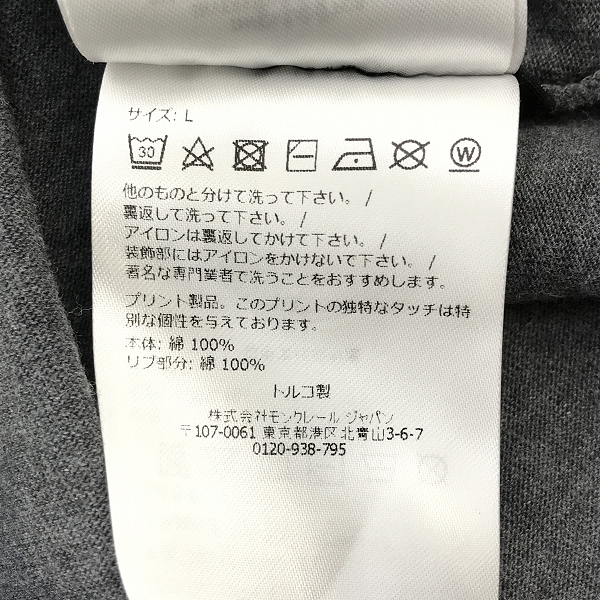 サイズ: L
30
W
他のものと分けて洗って下さい。 /
裏返して洗って下さい。 /
アイロンは裏返してかけて下さい。 /
装飾部にはアイロンをかけないで下さい。 /
著名な専門業者で洗うことをおすすめします。
プリント製品。このプリントの独特なタッチは特
別な個性を与えております。
本体: 綿 100%
リブ部分: 綿 100%
トルコ製
株式会社モンクレール ジャパン
〒107-0061 東京都港区北青山3-6-7
0120-938-795